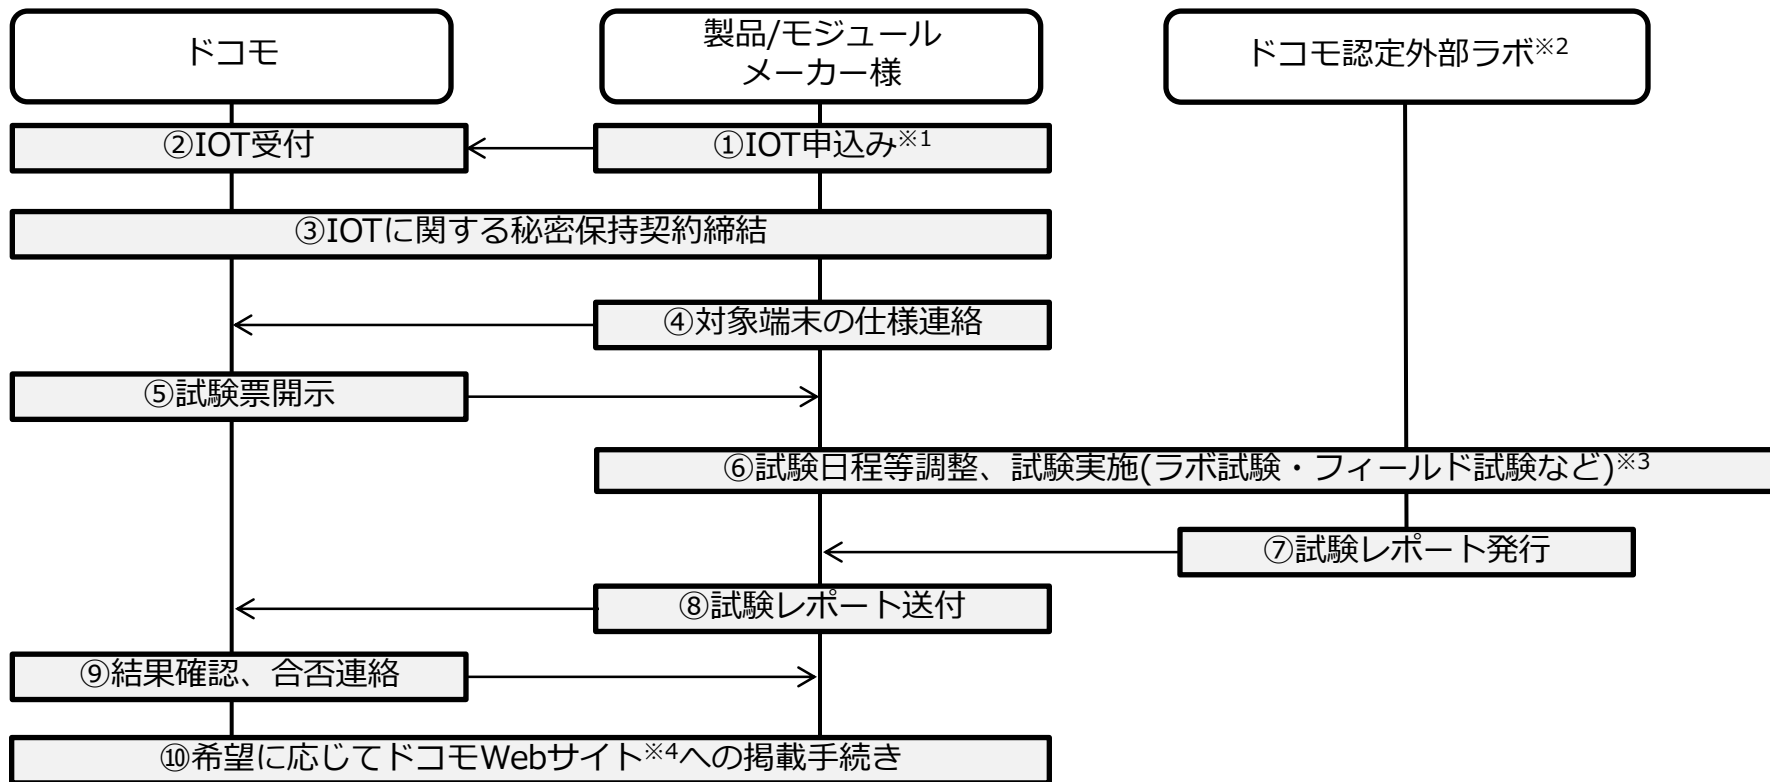 ドコモ
製品/モジュール
メーカー様
ドコモ認定外部ラボ※2
②IOT受付
①IOT申込み※1
③IOTに関する秘密保持契約締結
④対象端末の仕様連絡
⑤試験票開示
⑥試験日程等調整、試験実施(ラボ試験・フィールド試験など)※3
⑦試験レポート発行
⑧試験レポート送付
⑨結果確認、合否連絡
⑩希望に応じてドコモWebサイト※4への掲載手続き